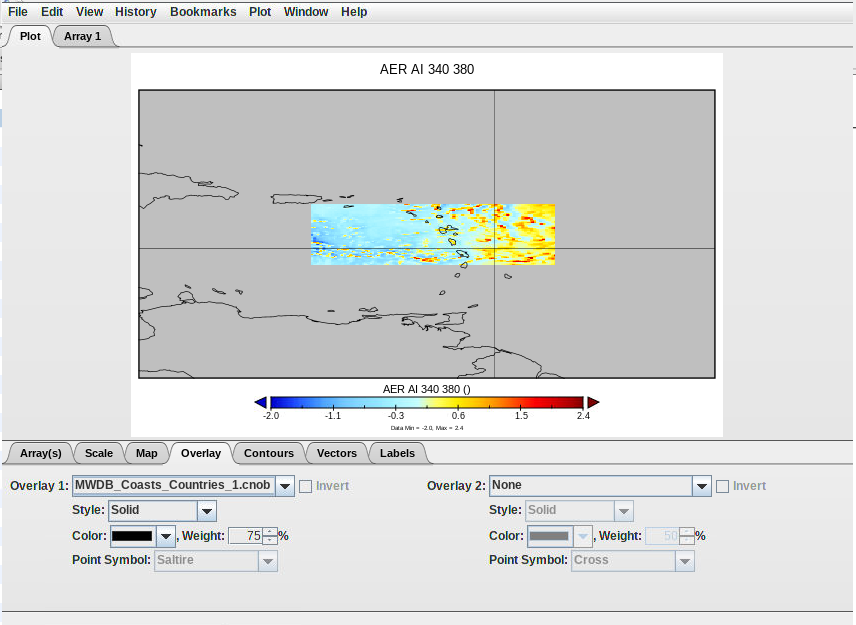 File Edit View History Bookmarks Plot Window Help
Plot Array 1
AER AI 340 380
AER AI 340 380 ()
-2.0 -1.1 -0.3 0.6 1.5 2.4
Data Min = -2.0, Max = 2.4
Array(s) Scale Map Overlay Contours Vectors Labels
Overlay 1: MWDB_Coasts_Countries_1.cnob Invert Overlay 2: None Invert
Style: Solid Style: Solid
Color: , Weight: 75 % Color: , Weight: 50 %
Point Symbol: Saltire Point Symbol: Cross